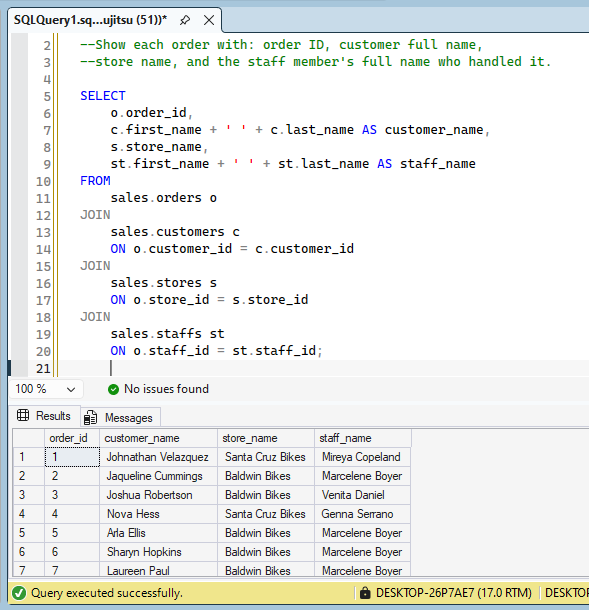 SQLQuery1.sq...ujitsu (51))*
2 --Show each order with: order ID, customer full name,
3 --store name, and the staff member's full name who handled it.
4
5 SELECT
6 o.order_id,
7 c.first_name + ' ' + c.last_name AS customer_name,
8 s.store_name,
9 st.first_name + ' ' + st.last_name AS staff_name
10 FROM
11 sales.orders o
12 JOIN
13 sales.customers c
14 ON o.customer_id = c.customer_id
15 JOIN
16 sales.stores s
17 ON o.store_id = s.store_id
18 JOIN
19 sales.staffs st
20 ON o.staff_id = st.staff_id;
21
100 % No issues found
Results Messages
order_id customer_name store_name staff_name
1 1 Johnathan Velazquez Santa Cruz Bikes Mireya Copeland
2 2 Jaqueline Cummings Baldwin Bikes Marcelene Boyer
3 3 Joshua Robertson Baldwin Bikes Venita Daniel
4 4 Nova Hess Santa Cruz Bikes Genna Serrano
5 5 Arla Ellis Baldwin Bikes Marcelene Boyer
6 6 Sharyn Hopkins Baldwin Bikes Marcelene Boyer
7 7 Laureen Paul Baldwin Bikes Marcelene Boyer
Query executed successfully. DESKTOP-26P7AE7 (17.0 RTM) DESKTO